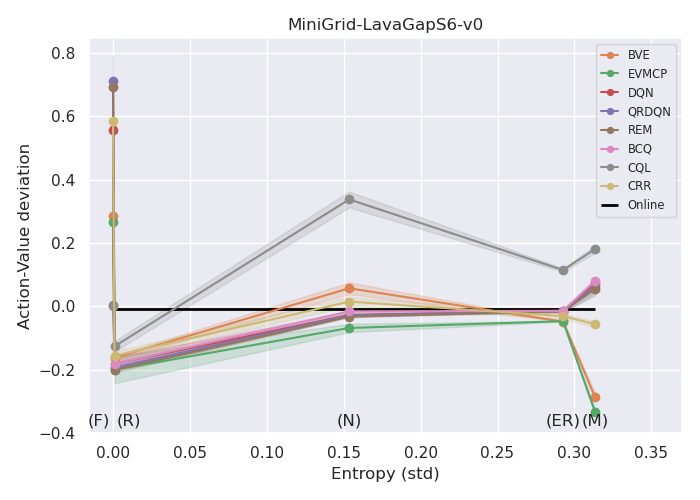 MiniGrid-LavaGapS6-v0
Action-Value deviation
0.8
0.6
0.4
0.2
0.0
−0.2
−0.4
BVE
EVMCP
DQN
QRDQN
REM
BCQ
CQL
CRR
Online
(F) (R) (N) (ER) (M)
0.00 0.05 0.10 0.15 0.20 0.25 0.30 0.35
Entropy (std)